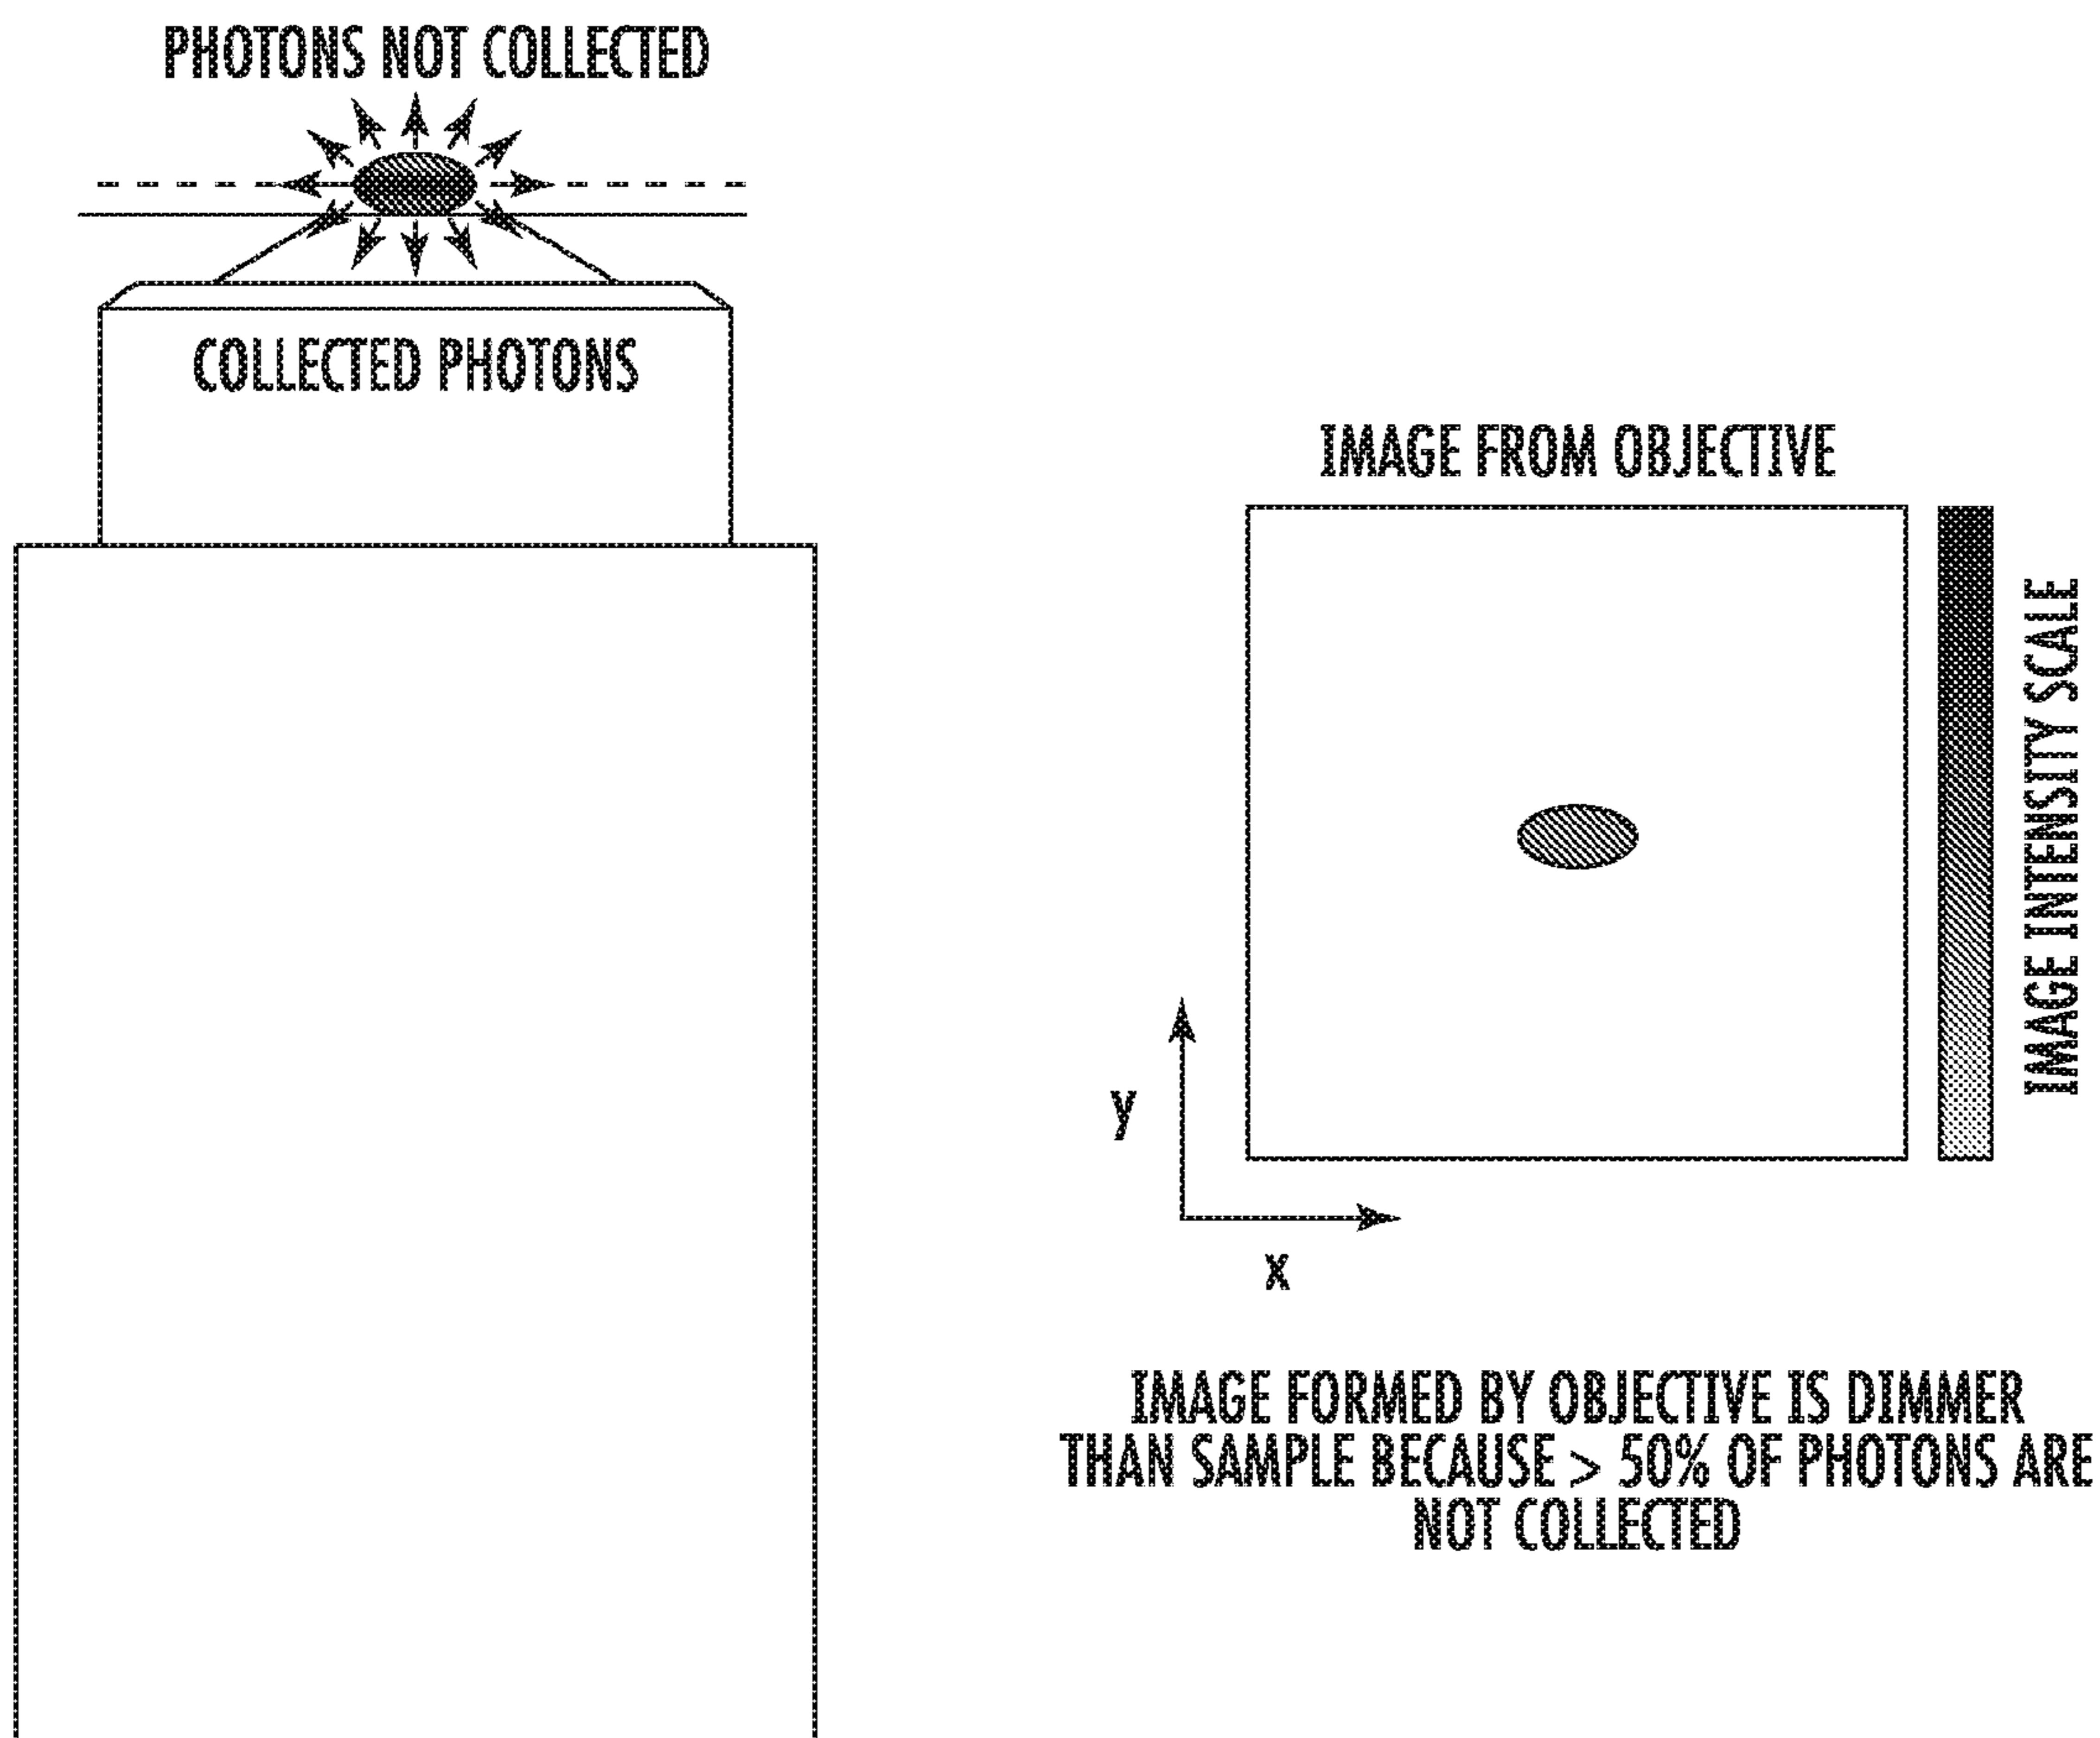 PHOTONS NOT COLLECTED
COLLECTED PHOTONS
IMAGE FROM OBJECTIVE
IMAGE INTENSITY SCALE
y
x
IMAGE FORMED BY OBJECTIVE IS DIMMER
THAN SAMPLE BECAUSE > 50% OF PHOTONS ARE
NOT COLLECTED